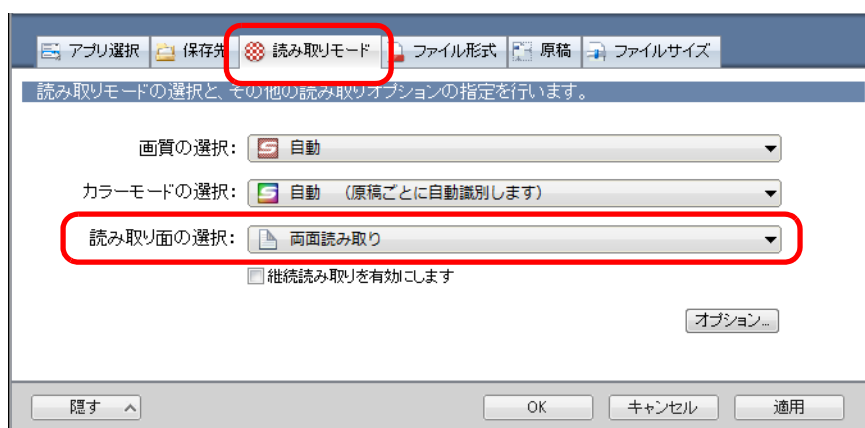 アプリ選択 保存先 読み取りモード ファイル形式 原稿 ファイルサイズ
読み取りモードの選択と、その他の読み取りオプションの指定を行います。
画質の選択: 自動
カラーモードの選択: 自動 (原稿ごとに自動識別します)
読み取り面の選択: 両面読み取り
継続読み取りを有効にします
オプション...
隠す OK キャンセル 適用